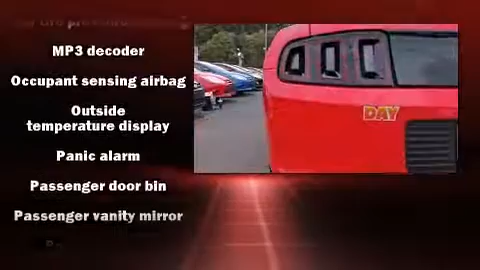 MP3 decoder
Occupant sensing airbag
Outside
temperature display
Panic alarm
Passenger door bin
Passenger vanity mirror
DAY